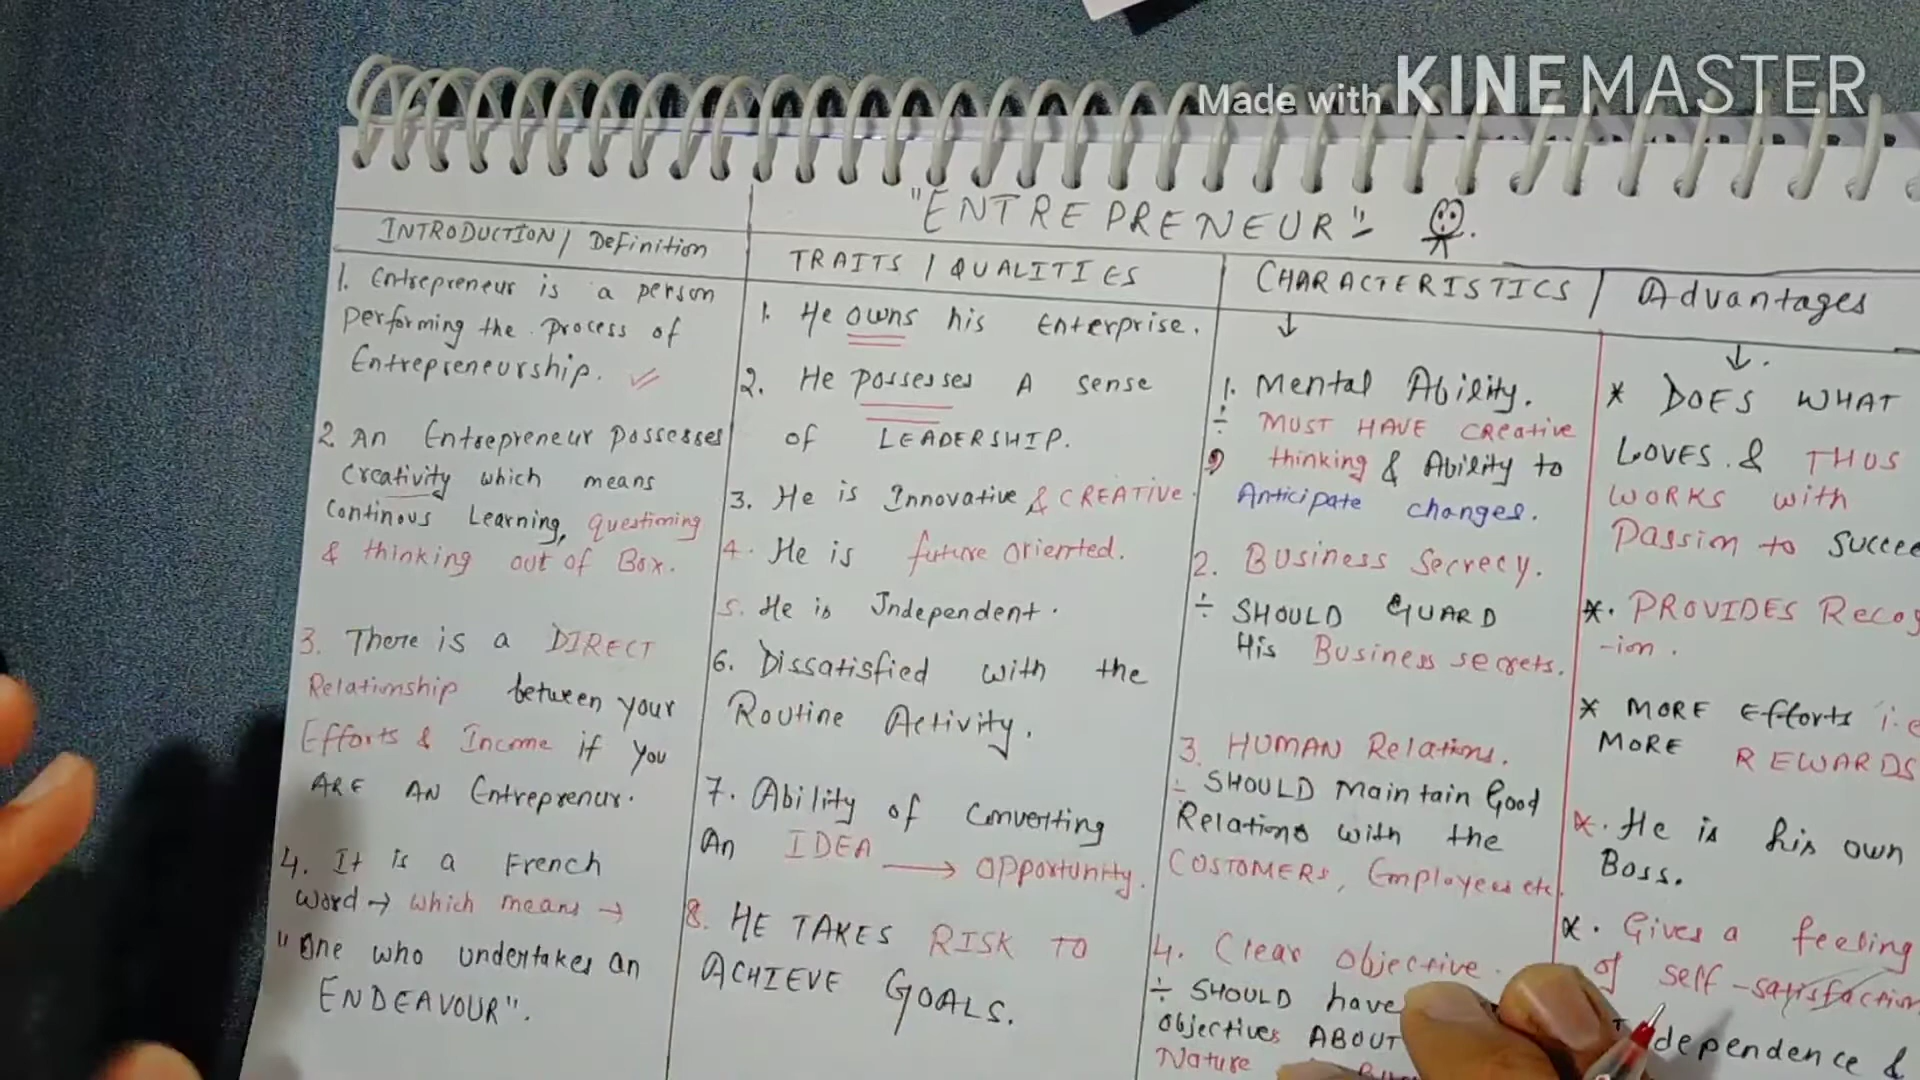 Made with KINEMASTER
"ENTREPRENEUR"
INTRODUCTION / Definition
1. Entrepreneur is a person
performing the process of
Entrepreneurship.
2 An Entrepreneur possesses
Creativity which means
continous Learning, questioning
& thinking out of Box.
3. There is a DIRECT
Relationship between your
Efforts & Income if you
ARE AN Entreprenur.
4. It is a French
word → which means →
"One who undertakes an
ENDEAVOUR".
TRAITS / QUALITIES
1. He owns his Enterprise.
2. He possesses A sense
of LEADERSHIP.
3. He is Innovative & CREATIVE.
4. He is future oriented.
5. He is Independent.
6. Dissatisfied with the
Routine Activity.
7. Ability of converting
An IDEA → opportunity.
8. HE TAKES RISK TO
ACHIEVE GOALS.
CHARACTERISTICS
↓
1. Mental Ability.
÷ MUST HAVE creative
thinking & Ability to
Anticipate changes.
2. Business Secrecy.
÷ SHOULD GUARD
His Business secrets.
3. HUMAN Relations.
÷ SHOULD maintain Good
Relations with the
COSTOMERS, Employees etc.
4. Clear Objective.
÷ SHOULD have
objectives ABOUT
Nature
Advantages
↓
* DOES WHAT
LOVES & THUS
WORKS with
Passion to succee
* PROVIDES Recog
-ion.
* MORE Efforts i.e
MORE REWARDS
* He is his own
Boss.
* Gives a feeling
of self-satisfaction
dependence &